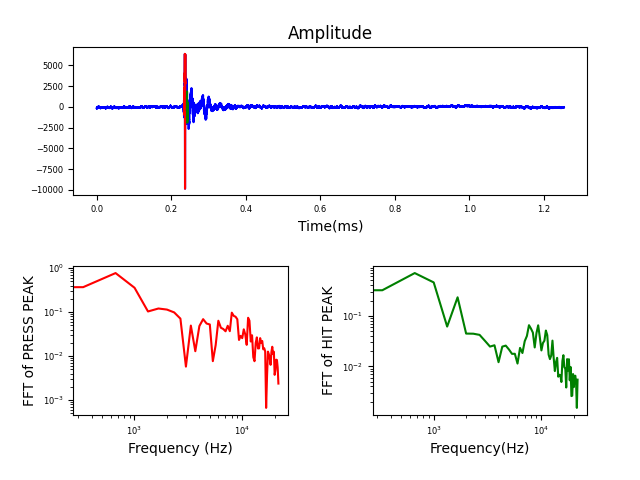 Amplitude
5000
2500
0
−2500
−5000
−7500
−10000
0.0 0.2 0.4 0.6 0.8 1.0 1.2
Time(ms)
FFT of PRESS PEAK
10⁰
10⁻¹
10⁻²
10⁻³
10³ 10⁴
Frequency (Hz)
FFT of HIT PEAK
10⁻¹
10⁻²
10³ 10⁴
Frequency(Hz)